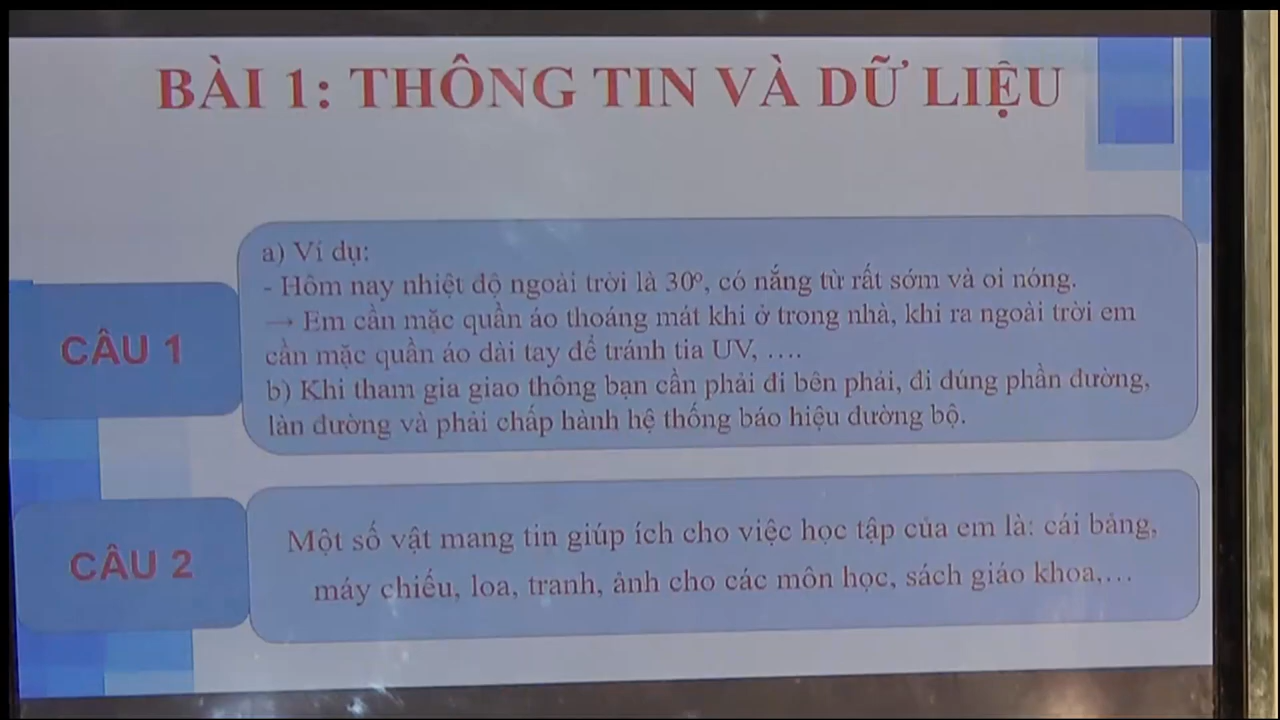 BÀI 1: THÔNG TIN VÀ DỮ LIỆU
CÂU 1
a) Ví dụ:
- Hôm nay nhiệt độ ngoài trời là 30º, có nắng từ rất sớm và oi nóng.
→ Em cần mặc quần áo thoáng mát khi ở trong nhà, khi ra ngoài trời em
cần mặc quần áo dài tay để tránh tia UV, ….
b) Khi tham gia giao thông bạn cần phải đi bên phải, đi đúng phần đường,
làn đường và phải chấp hành hệ thống báo hiệu đường bộ.
CÂU 2
Một số vật mang tin giúp ích cho việc học tập của em là: cái bảng,
máy chiếu, loa, tranh, ảnh cho các môn học, sách giáo khoa,…